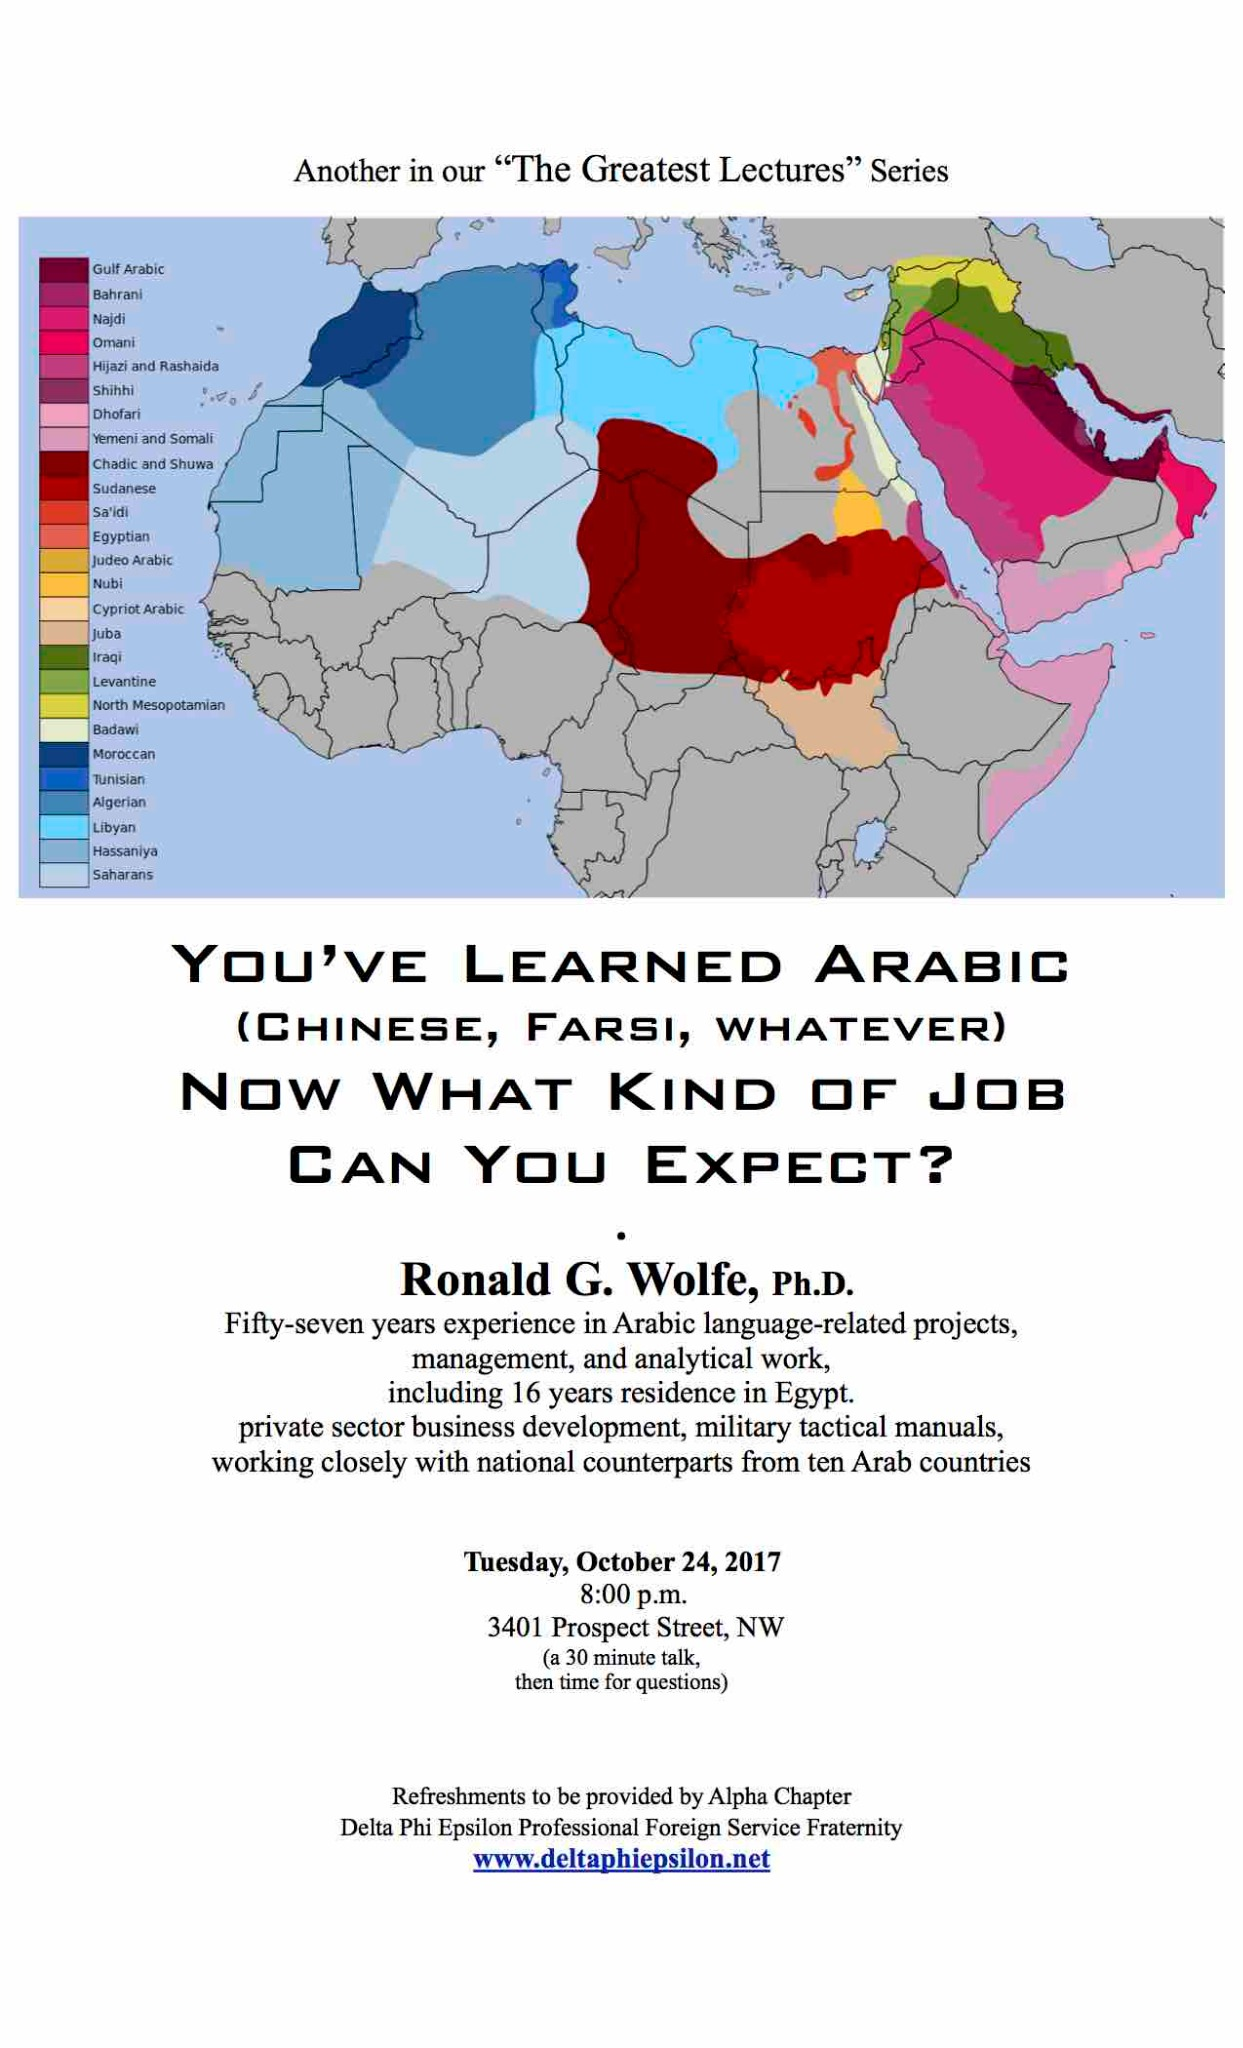 Another in our “The Greatest Lectures” Series
Gulf Arabic
Bahrani
Najdi
Omani
Hijazi and Rashaida
Shihhi
Dhofari
Yemeni and Somali
Chadic and Shuwa
Sudanese
Sa'idi
Egyptian
Judeo Arabic
Nubi
Cypriot Arabic
Juba
Iraqi
Levantine
North Mesopotamian
Badawi
Moroccan
Tunisian
Algerian
Libyan
Hassaniya
Saharans
You’ve Learned Arabic
(Chinese, Farsi, whatever)
Now What Kind of Job
Can You Expect?
.
Ronald G. Wolfe, Ph.D.
Fifty-seven years experience in Arabic language-related projects,
management, and analytical work,
including 16 years residence in Egypt.
private sector business development, military tactical manuals,
working closely with national counterparts from ten Arab countries
Tuesday, October 24, 2017
8:00 p.m.
3401 Prospect Street, NW
(a 30 minute talk,
then time for questions)
Refreshments to be provided by Alpha Chapter
Delta Phi Epsilon Professional Foreign Service Fraternity
www.deltaphiepsilon.net